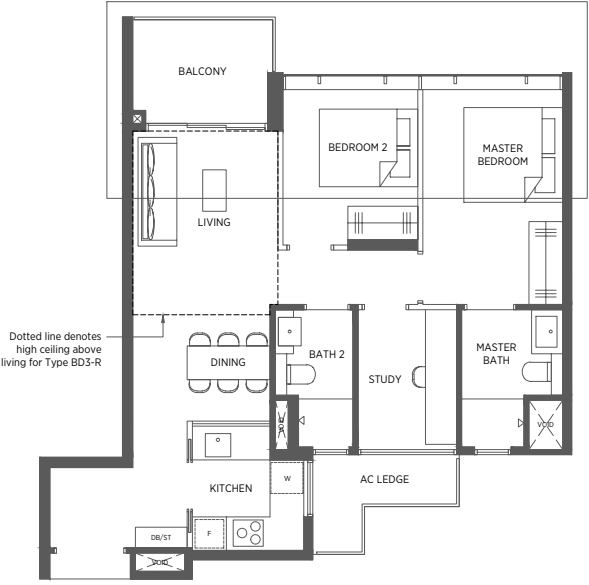 BALCONY
BEDROOM 2
MASTER
BEDROOM
LIVING
Dotted line denotes
high ceiling above
living for Type BD3-R
DINING
BATH 2
STUDY
MASTER
BATH
VOID
VOID
KITCHEN
W
AC LEDGE
DB/ST
F
VOID